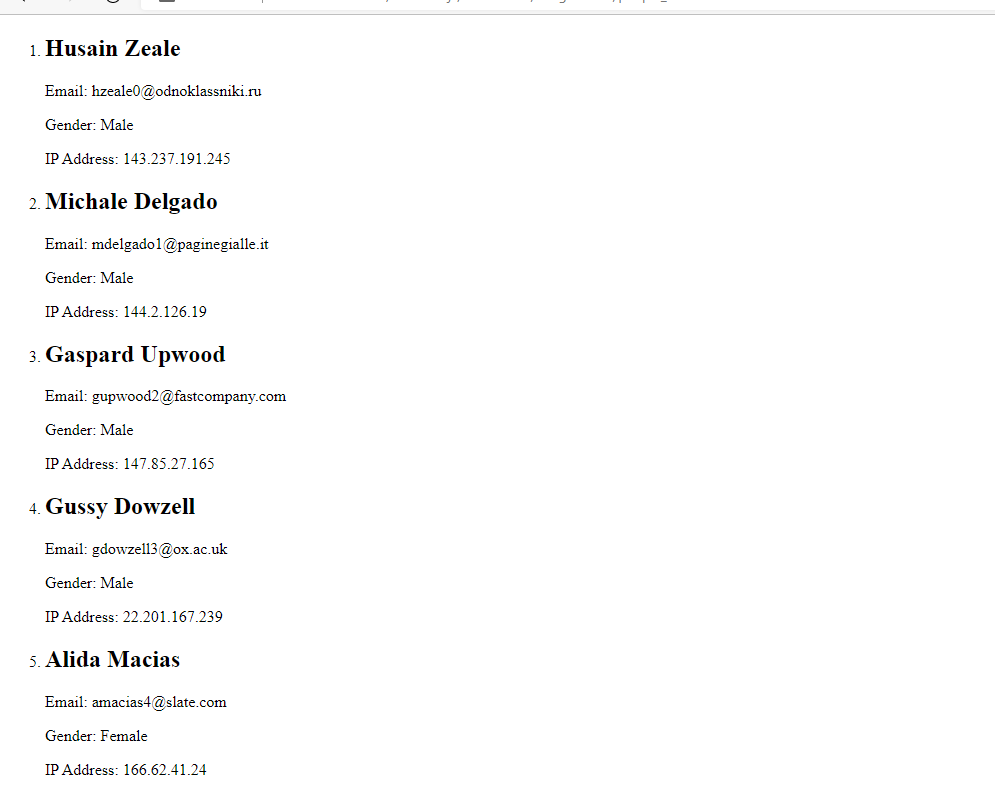 1. Husain Zeale
Email: hzeale0@odnoklassniki.ru
Gender: Male
IP Address: 143.237.191.245
2. Michale Delgado
Email: mdelgado1@paginegialle.it
Gender: Male
IP Address: 144.2.126.19
3. Gaspard Upwood
Email: gupwood2@fastcompany.com
Gender: Male
IP Address: 147.85.27.165
4. Gussy Dowzell
Email: gdowzell3@ox.ac.uk
Gender: Male
IP Address: 22.201.167.239
5. Alida Macias
Email: amacias4@slate.com
Gender: Female
IP Address: 166.62.41.24